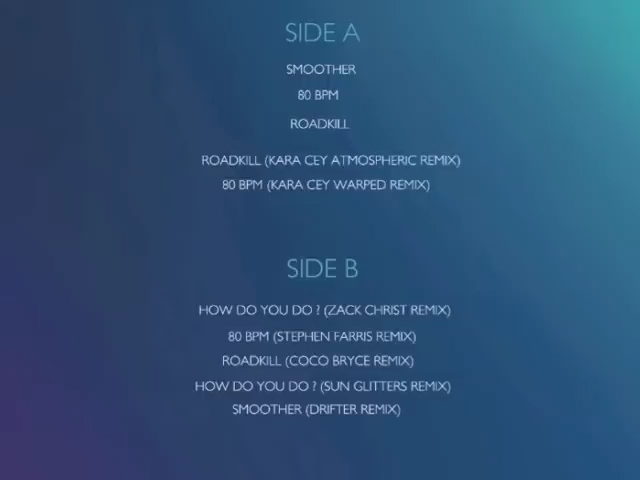 SIDE A
SMOOTHER
80 BPM
ROADKILL
ROADKILL (KARA CEY ATMOSPHERIC REMIX)
80 BPM (KARA CEY WARPED REMIX)
SIDE B
HOW DO YOU DO ? (ZACK CHRIST REMIX)
80 BPM (STEPHEN FARRIS REMIX)
ROADKILL (COCO BRYCE REMIX)
HOW DO YOU DO ? (SUN GLITTERS REMIX)
SMOOTHER (DRIFTER REMIX)